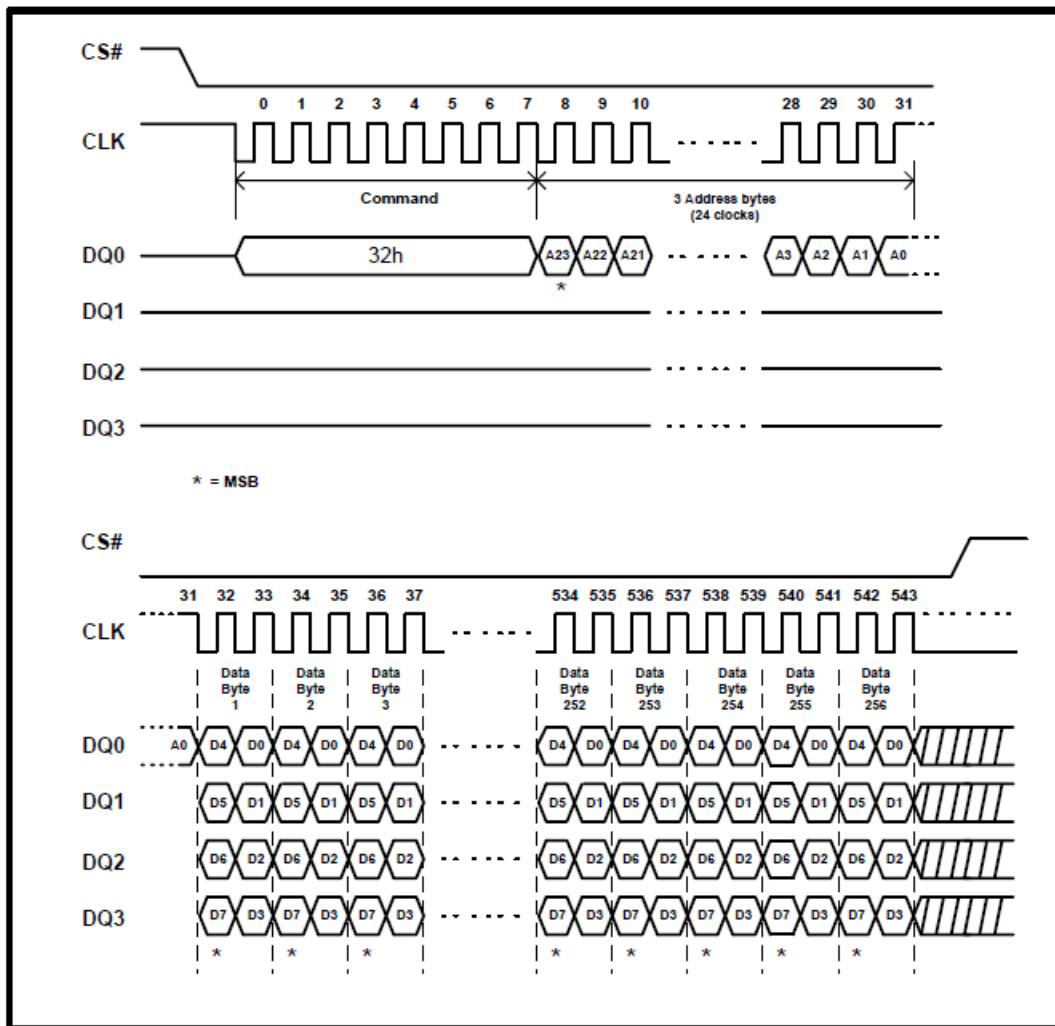 CS#
0 1 2 3 4 5 6 7 8 9 10 28 29 30 31
CLK
Command
3 Address bytes
(24 clocks)
DQ0 32h A23 A22 A21 A3 A2 A1 A0
*
DQ1
DQ2
DQ3
* = MSB
CS#
31 32 33 34 35 36 37 534 535 536 537 538 539 540 541 542 543
CLK
Data Data Data Data Data Data Data Data
Byte Byte Byte Byte Byte Byte Byte Byte
1 2 3 252 253 254 255 256
DQ0 A0 D4 D0 D4 D0 D4 D0 D4 D0 D4 D0 D4 D0 D4 D0 D4 D0
DQ1 D5 D1 D5 D1 D5 D1 D5 D1 D5 D1 D5 D1 D5 D1 D5 D1
DQ2 D6 D2 D6 D2 D6 D2 D6 D2 D6 D2 D6 D2 D6 D2 D6 D2
DQ3 D7 D3 D7 D3 D7 D3 D7 D3 D7 D3 D7 D3 D7 D3 D7 D3
* * * * * * * *